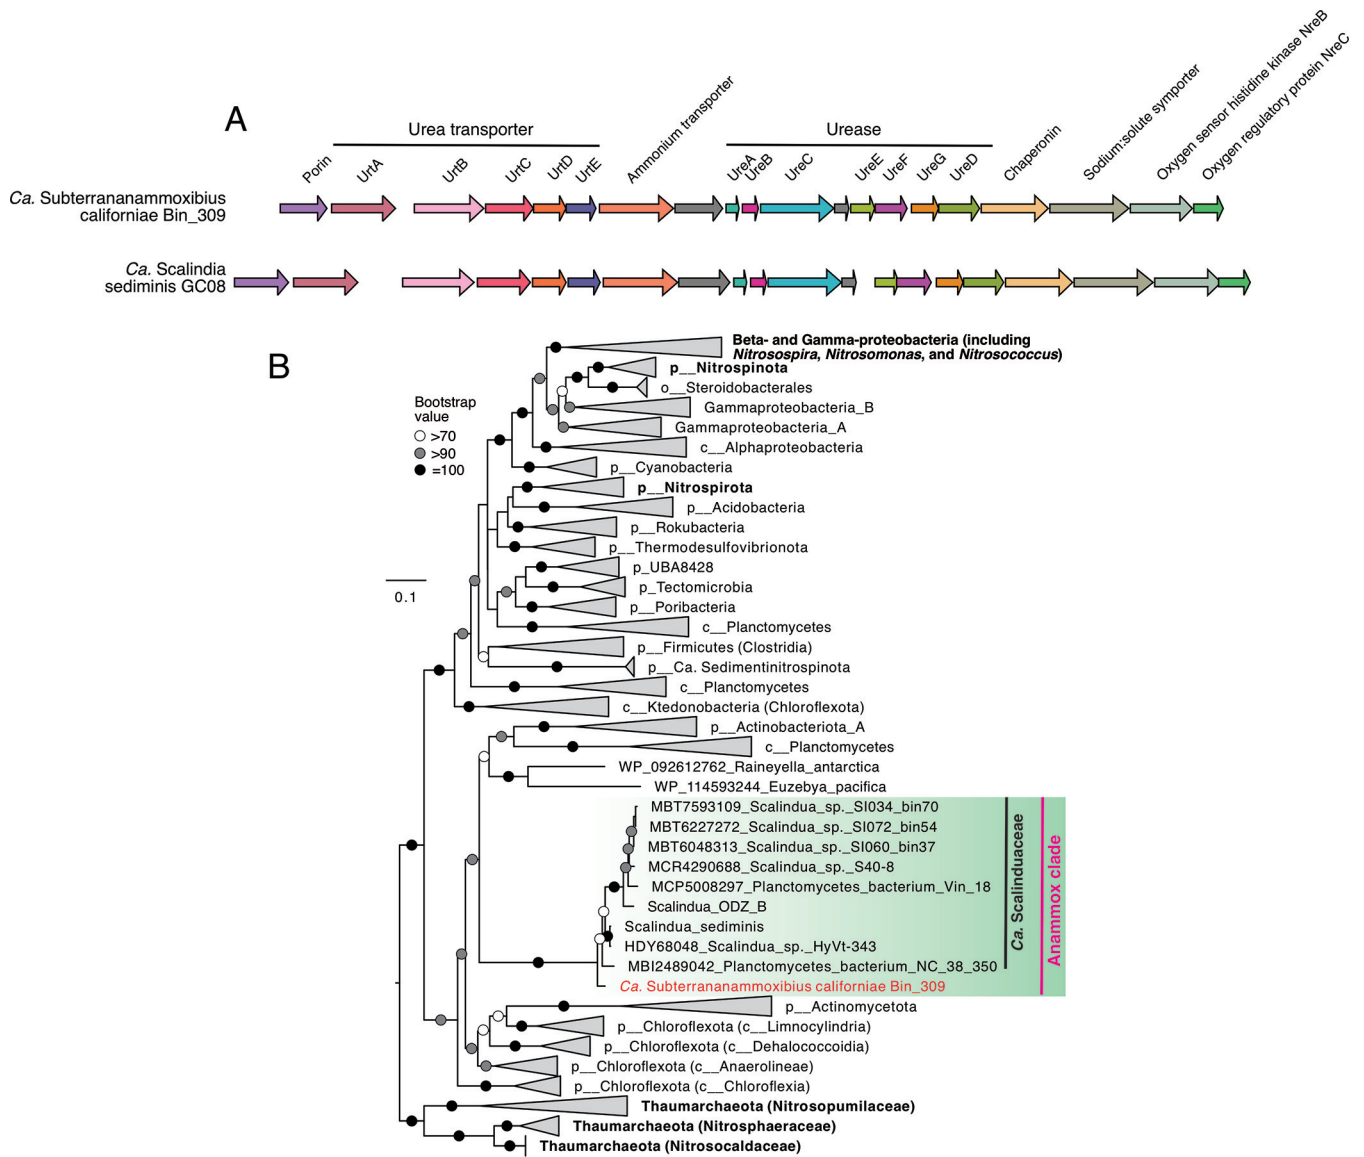 A
Urea transporter
Urease
Porin
UrtA
UrtB
UrtC
UrtD
UrtE
Ammonium transporter
UreA
UreB
UreC
UreE
UreF
UreG
UreD
Chaperonin
Sodium:solute symporter
Oxygen sensor histidine kinase NreB
Oxygen regulatory protein NreC
Ca. Subterrananammoxibius
californiae Bin_309
Ca. Scalindia
sediminis GC08
B
Bootstrap
value
>70
>90
=100
0.1
Beta- and Gamma-proteobacteria (including
Nitrosospira, Nitrosomonas, and Nitrosococcus)
p__Nitrospinota
o__Steroidobacterales
Gammaproteobacteria_B
Gammaproteobacteria_A
c__Alphaproteobacteria
p__Cyanobacteria
p__Nitrospirota
p__Acidobacteria
p__Rokubacteria
p__Thermodesulfovibrionota
p_UBA8428
p_Tectomicrobia
p__Poribacteria
c__Planctomycetes
p__Firmicutes (Clostridia)
p__Ca. Sedimentinitrospinota
c__Planctomycetes
c__Ktedonobacteria (Chloroflexota)
p__Actinobacteriota_A
c__Planctomycetes
WP_092612762_Raineyella_antarctica
WP_114593244_Euzebya_pacifica
MBT7593109_Scalindua_sp._SI034_bin70
MBT6227272_Scalindua_sp._SI072_bin54
MBT6048313_Scalindua_sp._SI060_bin37
MCR4290688_Scalindua_sp._S40-8
MCP5008297_Planctomycetes_bacterium_Vin_18
Scalindua_ODZ_B
Scalindua_sediminis
HDY68048_Scalindua_sp._HyVt-343
MBI2489042_Planctomycetes_bacterium_NC_38_350
Ca. Subterrananammoxibius californiae Bin_309
Ca. Scalinduaceae
Anammox clade
p__Actinomycetota
p__Chloroflexota (c__Limnocylindria)
p__Chloroflexota (c__Dehalococcoidia)
p__Chloroflexota (c__Anaerolineae)
p__Chloroflexota (c__Chloroflexia)
Thaumarchaeota (Nitrosopumilaceae)
Thaumarchaeota (Nitrosphaeraceae)
Thaumarchaeota (Nitrosocaldaceae)